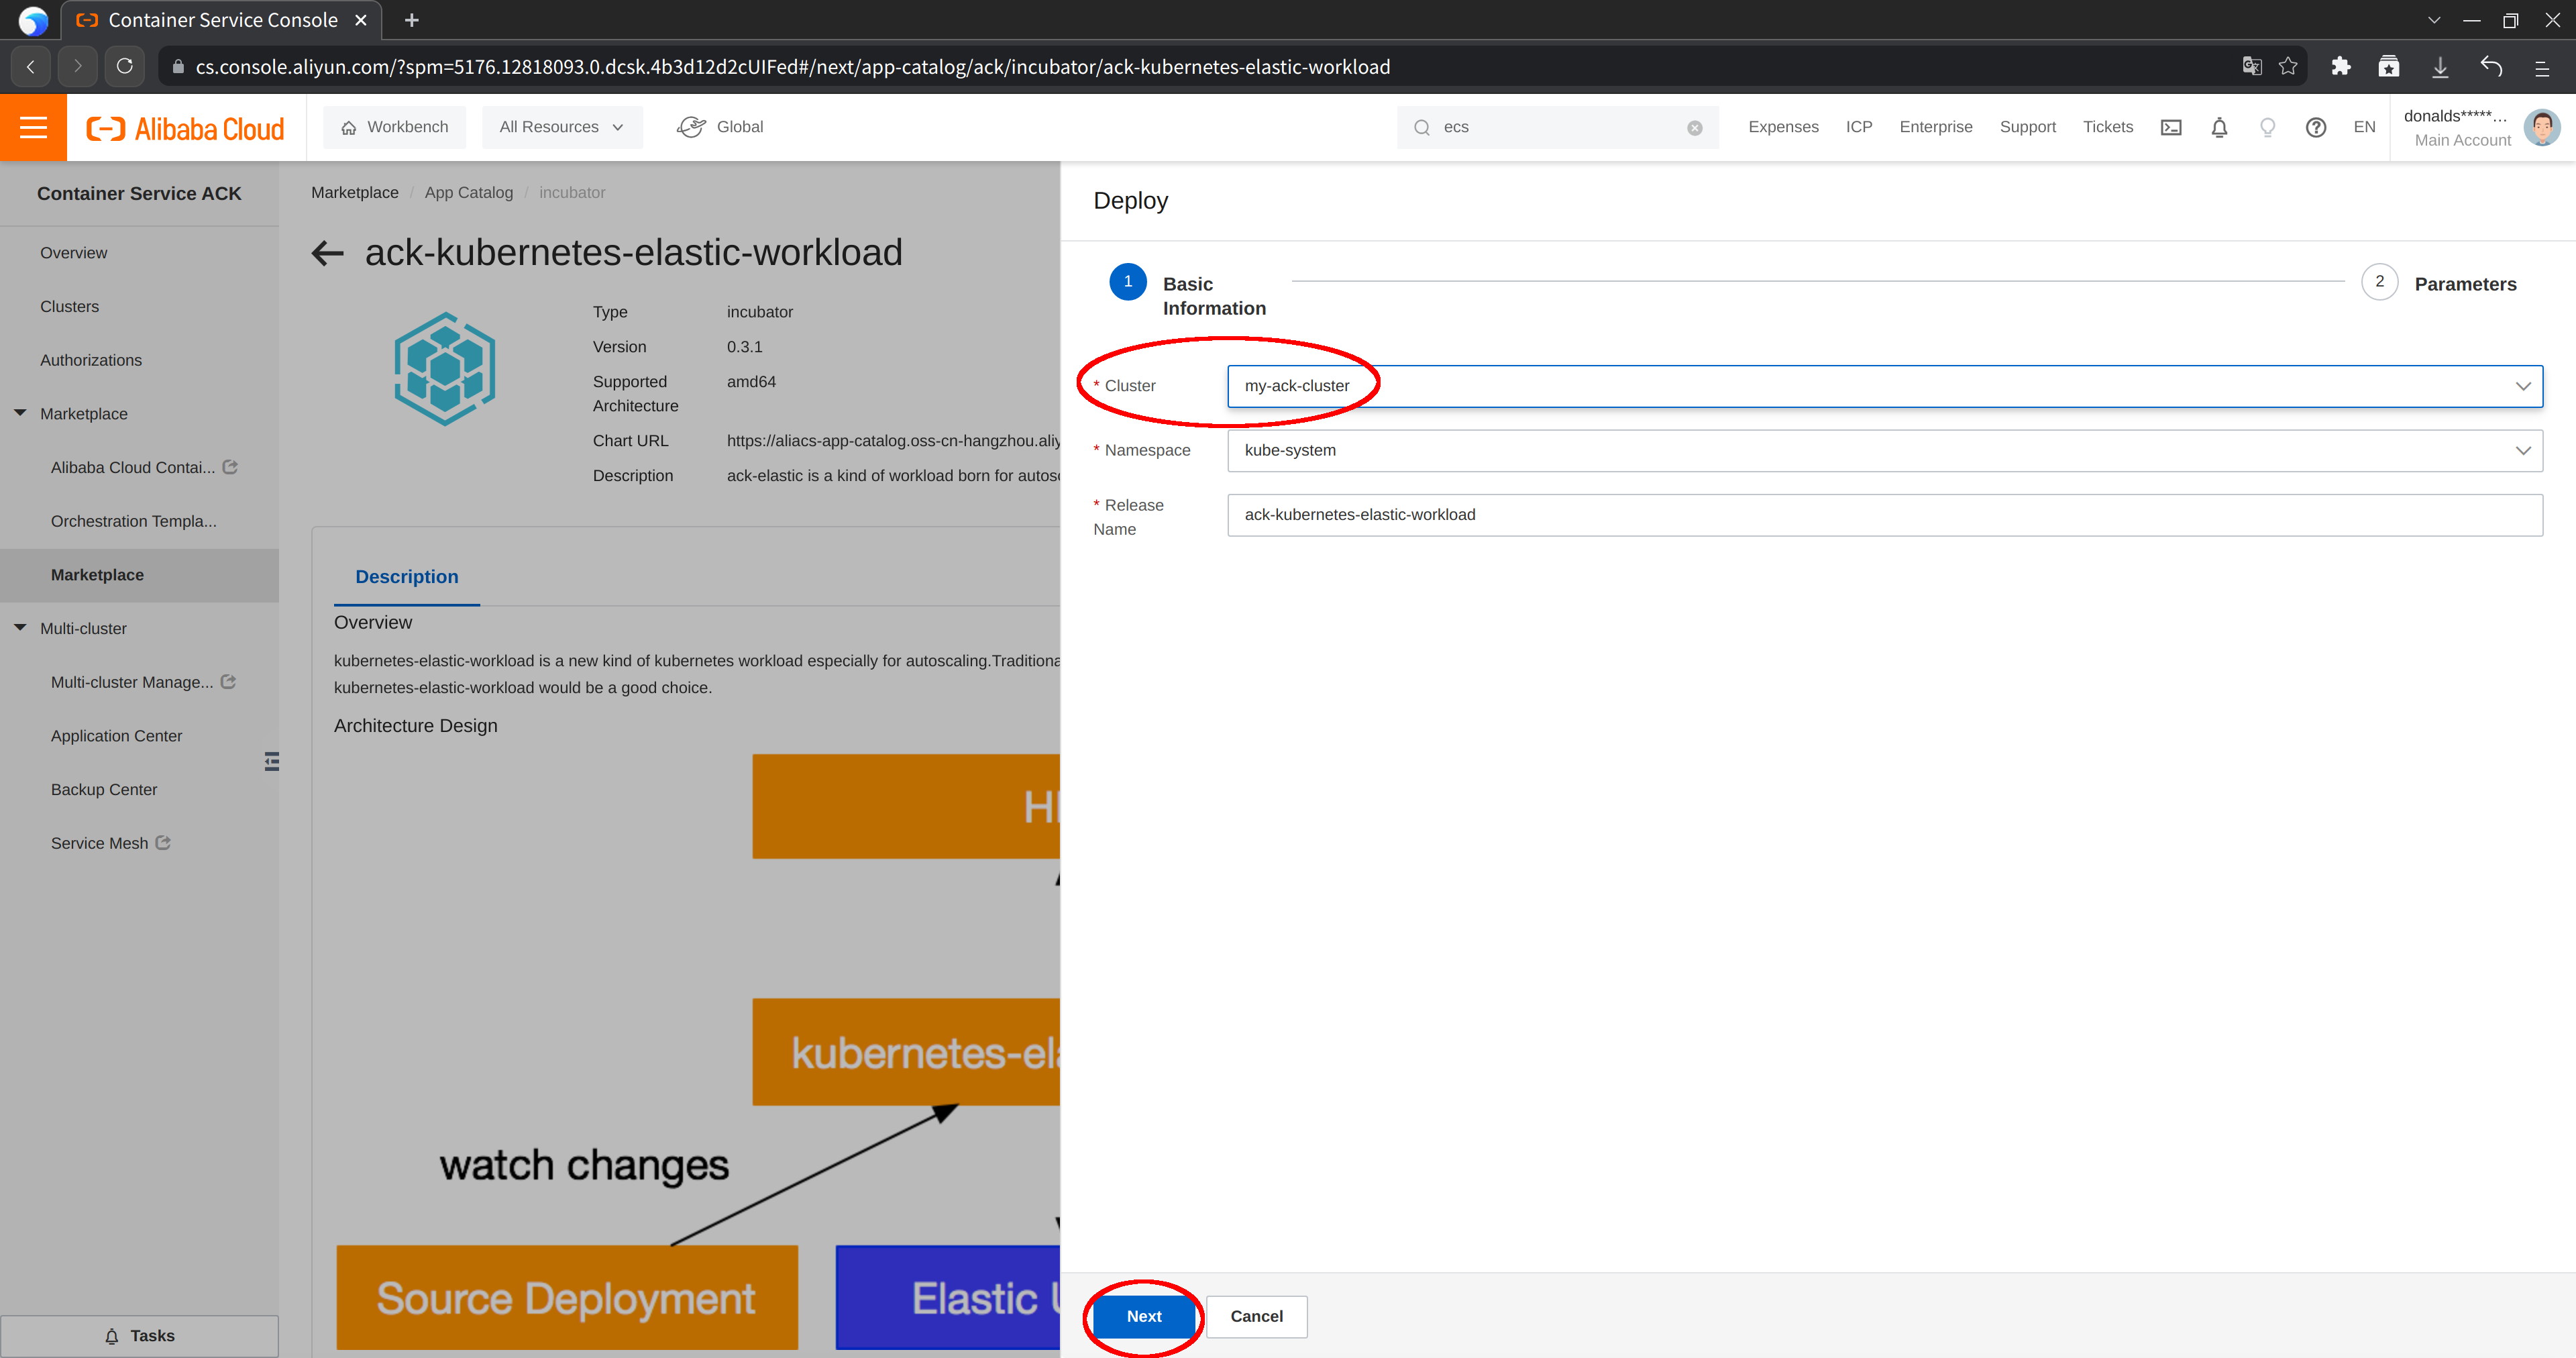 Container Service Console
cs.console.aliyun.com/?spm=5176.12818093.0.dcsk.4b3d12d2cUIFed#/next/app-catalog/ack/incubator/ack-kubernetes-elastic-workload
Alibaba Cloud
Workbench
All Resources
Global
ecs
Expenses
ICP
Enterprise
Support
Tickets
EN
donalds*****...
Main Account
Container Service ACK
Overview
Clusters
Authorizations
Marketplace
Alibaba Cloud Contai...
Orchestration Templa...
Marketplace
Multi-cluster
Multi-cluster Manage...
Application Center
Backup Center
Service Mesh
Tasks
Marketplace / App Catalog / incubator
ack-kubernetes-elastic-workload
Type incubator
Version 0.3.1
Supported Architecture amd64
Chart URL https://aliacs-app-catalog.oss-cn-hangzhou.aliy
Description ack-elastic is a kind of workload born for autos
Description
Overview
kubernetes-elastic-workload is a new kind of kubernetes workload especially for autoscaling.Traditiona
kubernetes-elastic-workload would be a good choice.
Architecture Design
H
kubernetes-ela
watch changes
Source Deployment
Elastic
Deploy
1 Basic Information
2 Parameters
* Cluster my-ack-cluster
* Namespace kube-system
* Release Name ack-kubernetes-elastic-workload
Next
Cancel